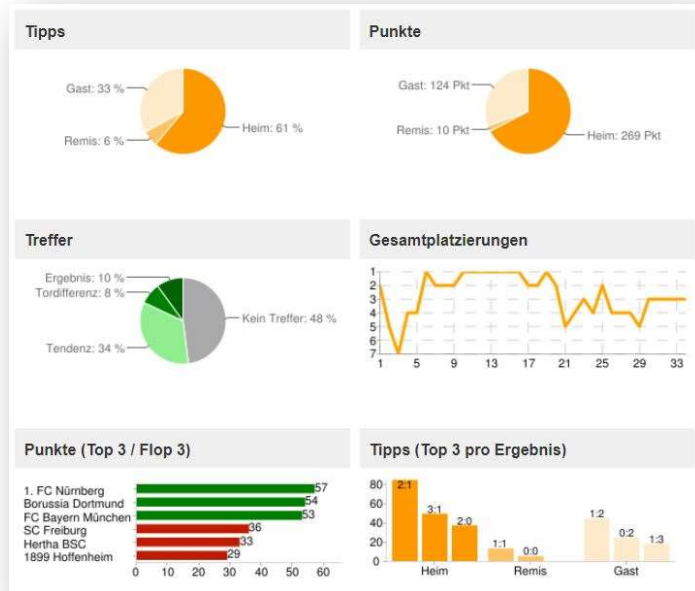 Tipps
Punkte
Gast: 33 %
Heim: 61 %
Remis: 6 %
Gast: 124 Pkt
Remis: 10 Pkt
Heim: 269 Pkt
Treffer
Gesamtplatzierungen
Ergebnis: 10 %
Tordifferenz: 8 %
Kein Treffer: 48 %
Tendenz: 34 %
1
2
3
4
5
6
7
1 5 9 13 17 21 25 29 33
Punkte (Top 3 / Flop 3)
Tipps (Top 3 pro Ergebnis)
1. FC Nürnberg 57
Borussia Dortmund 54
FC Bayern München 53
SC Freiburg 36
Hertha BSC 33
1899 Hoffenheim 29
0 10 20 30 40 50 60
80
60
40
20
0
2:1 3:1 2:0 1:1 0:0 1:2 0:2 1:3
Heim Remis Gast